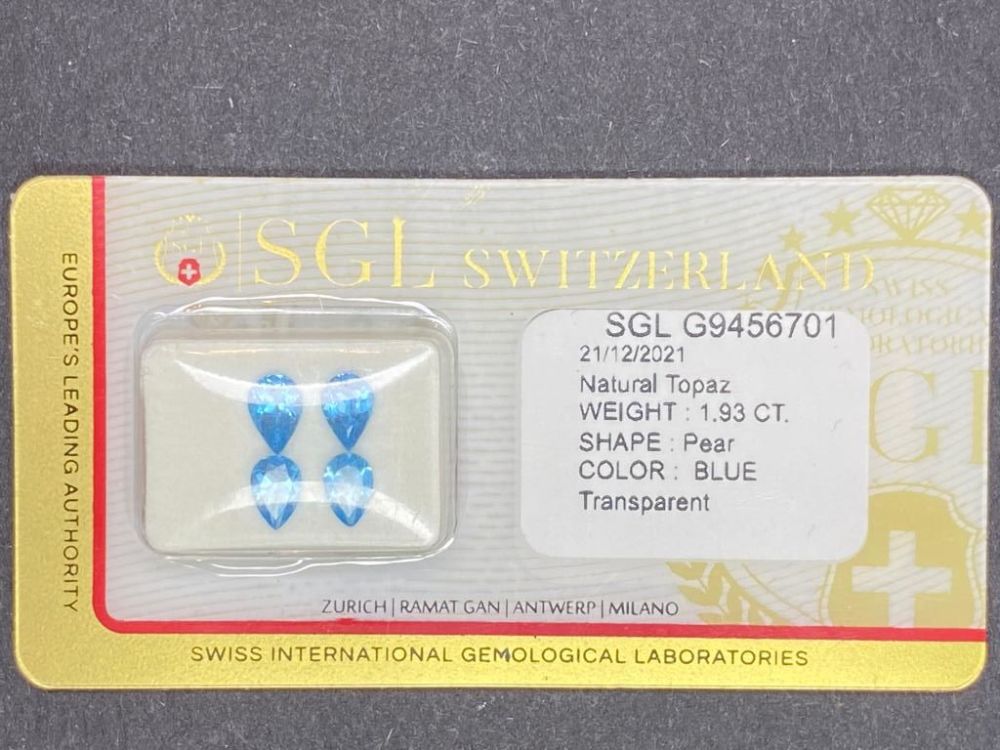 EUROPE'S LEADING AUTHORITY
SGL
SGL SWITZERLAND
SGL G9456701
21/12/2021
Natural Topaz
WEIGHT : 1.93 CT.
SHAPE : Pear
COLOR : BLUE
Transparent
ZURICH | RAMAT GAN | ANTWERP | MILANO
SWISS INTERNATIONAL GEMOLOGICAL LABORATORIES